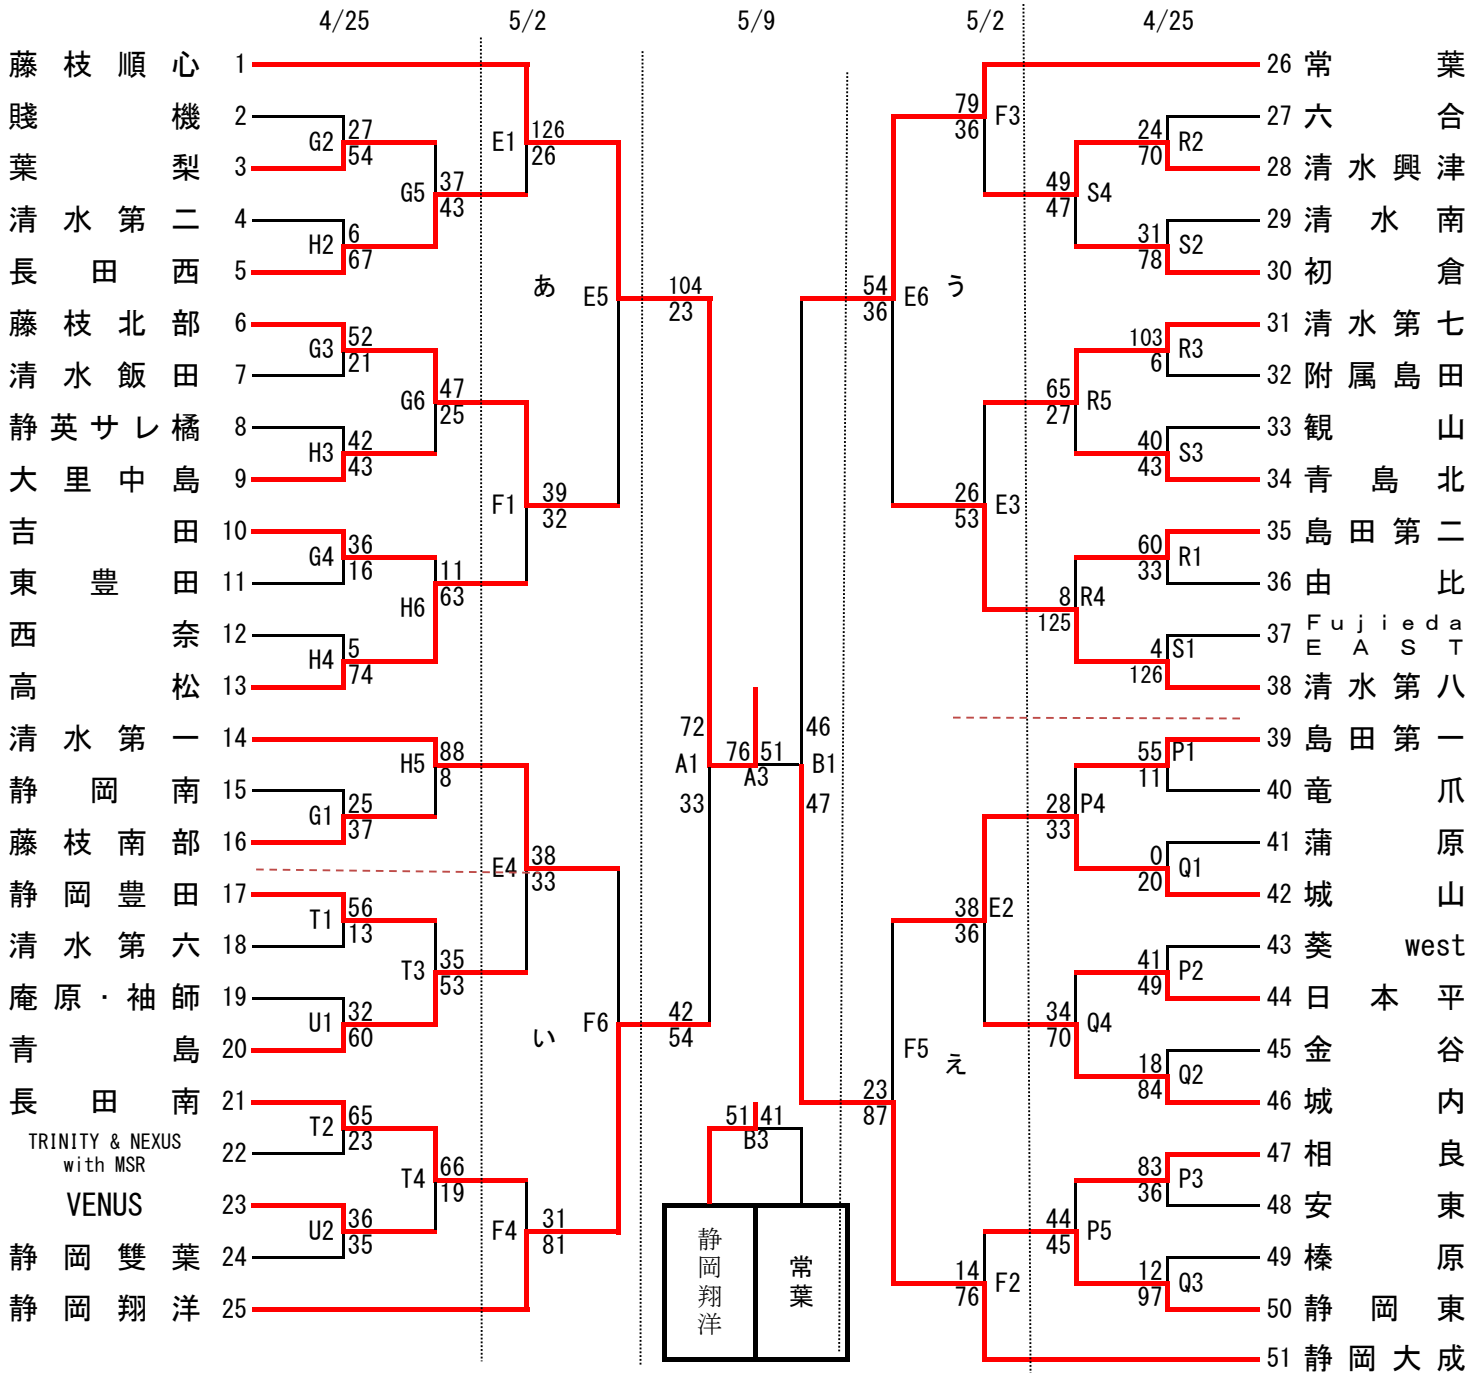 4/25 5/2 5/9 5/2 4/25
藤枝順心 1
賤機 2
G2 27 54
葉梨 3
G5 37 43
清水第二 4
H2 6 67
長田西 5
E1 126 26
藤枝北部 6
G3 52 21
清水飯田 7
G6 47 25
静英サレ橘 8
H3 42 43
大里中島 9
F1 39 32
吉田 10
G4 36 16
東豊田 11
H6 11 63
西奈 12
H4 5 74
高松 13
あ E5 104 23
清水第一 14
H5 88 8
静岡南 15
G1 25 37
藤枝南部 16
E4 38 33
静岡豊田 17
T1 56 13
清水第六 18
T3 35 53
庵原・袖師 19
U1 32 60
青島 20
い F6 42 54
長田南 21
T2 65 23
TRINITY & NEXUS
with MSR
22
T4 66 19
VENUS 23
U2 36 35
静岡雙葉 24
F4 31 81
静岡翔洋 25
72 A1 33
76 51 A3
46 B1 47
51 41 B3
静岡翔洋
常葉
26 常葉
79 36 F3
27 六合
24 70 R2
28 清水興津
49 47 S4
29 清水南
31 78 S2
30 初倉
54 36 E6 う
31 清水第七
103 6 R3
32 附属島田
65 27 R5
33 観山
40 43 S3
34 青島北
26 53 E3
35 島田第二
60 33 R1
36 由比
8 125 R4
37 Fujieda
EAST
4 126 S1
38 清水第八
39 島田第一
55 11 P1
40 竜爪
28 33 P4
41 蒲原
0 20 Q1
42 城山
38 36 E2
43 葵west
41 49 P2
44 日本平
34 70 Q4
45 金谷
18 84 Q2
46 城内
23 87 F5 え
47 相良
83 36 P3
48 安東
44 45 P5
49 榛原
12 97 Q3
50 静岡東
14 76 F2
51 静岡大成